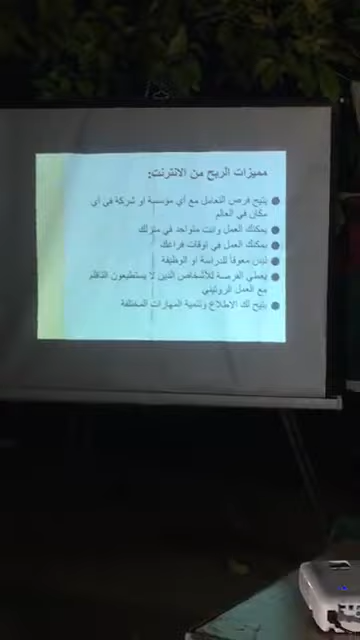 مميزات الربح من الانترنت:
يتيح فرص التعامل مع أي مؤسسة او شركة في أي
مكان في العالم
يمكنك العمل وانت متواجد في منزلك
يمكنك العمل في اوقات فراغك
ليس معوقا للدراسة او الوظيفة
يعطي الفرصة للأشخاص الذين لا يستطيعون التاقلم
مع العمل الروتيني
يتيح لك الاطلاع وتنمية المهارات المختلفة